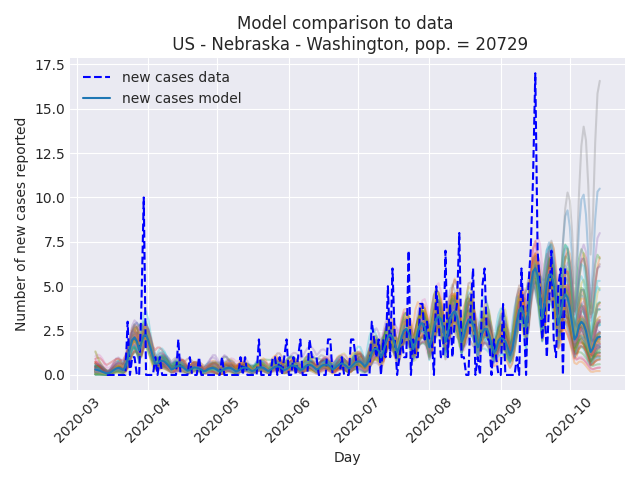 Model comparison to data
US - Nebraska - Washington, pop. = 20729
17.5
15.0
12.5
10.0
7.5
5.0
2.5
0.0
Number of new cases reported
new cases data
new cases model
2020-03
2020-04
2020-05
2020-06
2020-07
2020-08
2020-09
2020-10
Day